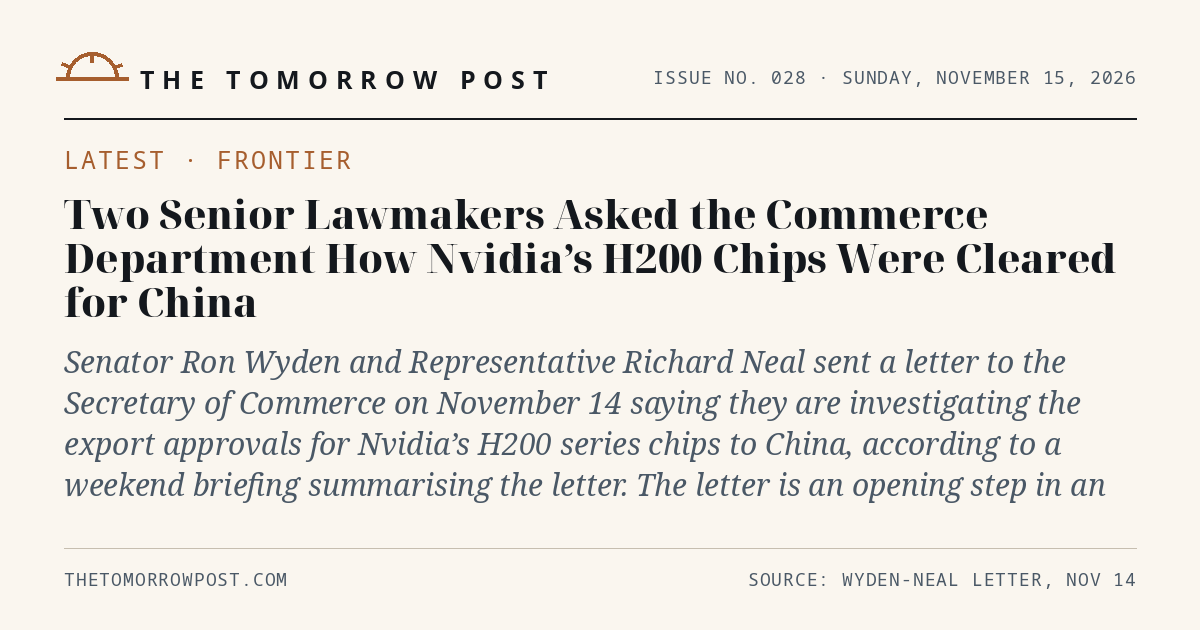 THE TOMORROW POST
ISSUE NO. 028 · SUNDAY, NOVEMBER 15, 2026
LATEST · FRONTIER
Two Senior Lawmakers Asked the Commerce
Department How Nvidia’s H200 Chips Were Cleared
for China
Senator Ron Wyden and Representative Richard Neal sent a letter to the
Secretary of Commerce on November 14 saying they are investigating the
export approvals for Nvidia’s H200 series chips to China, according to a
weekend briefing summarising the letter. The letter is an opening step in an
THETOMORROWPOST.COM
SOURCE: WYDEN-NEAL LETTER, NOV 14